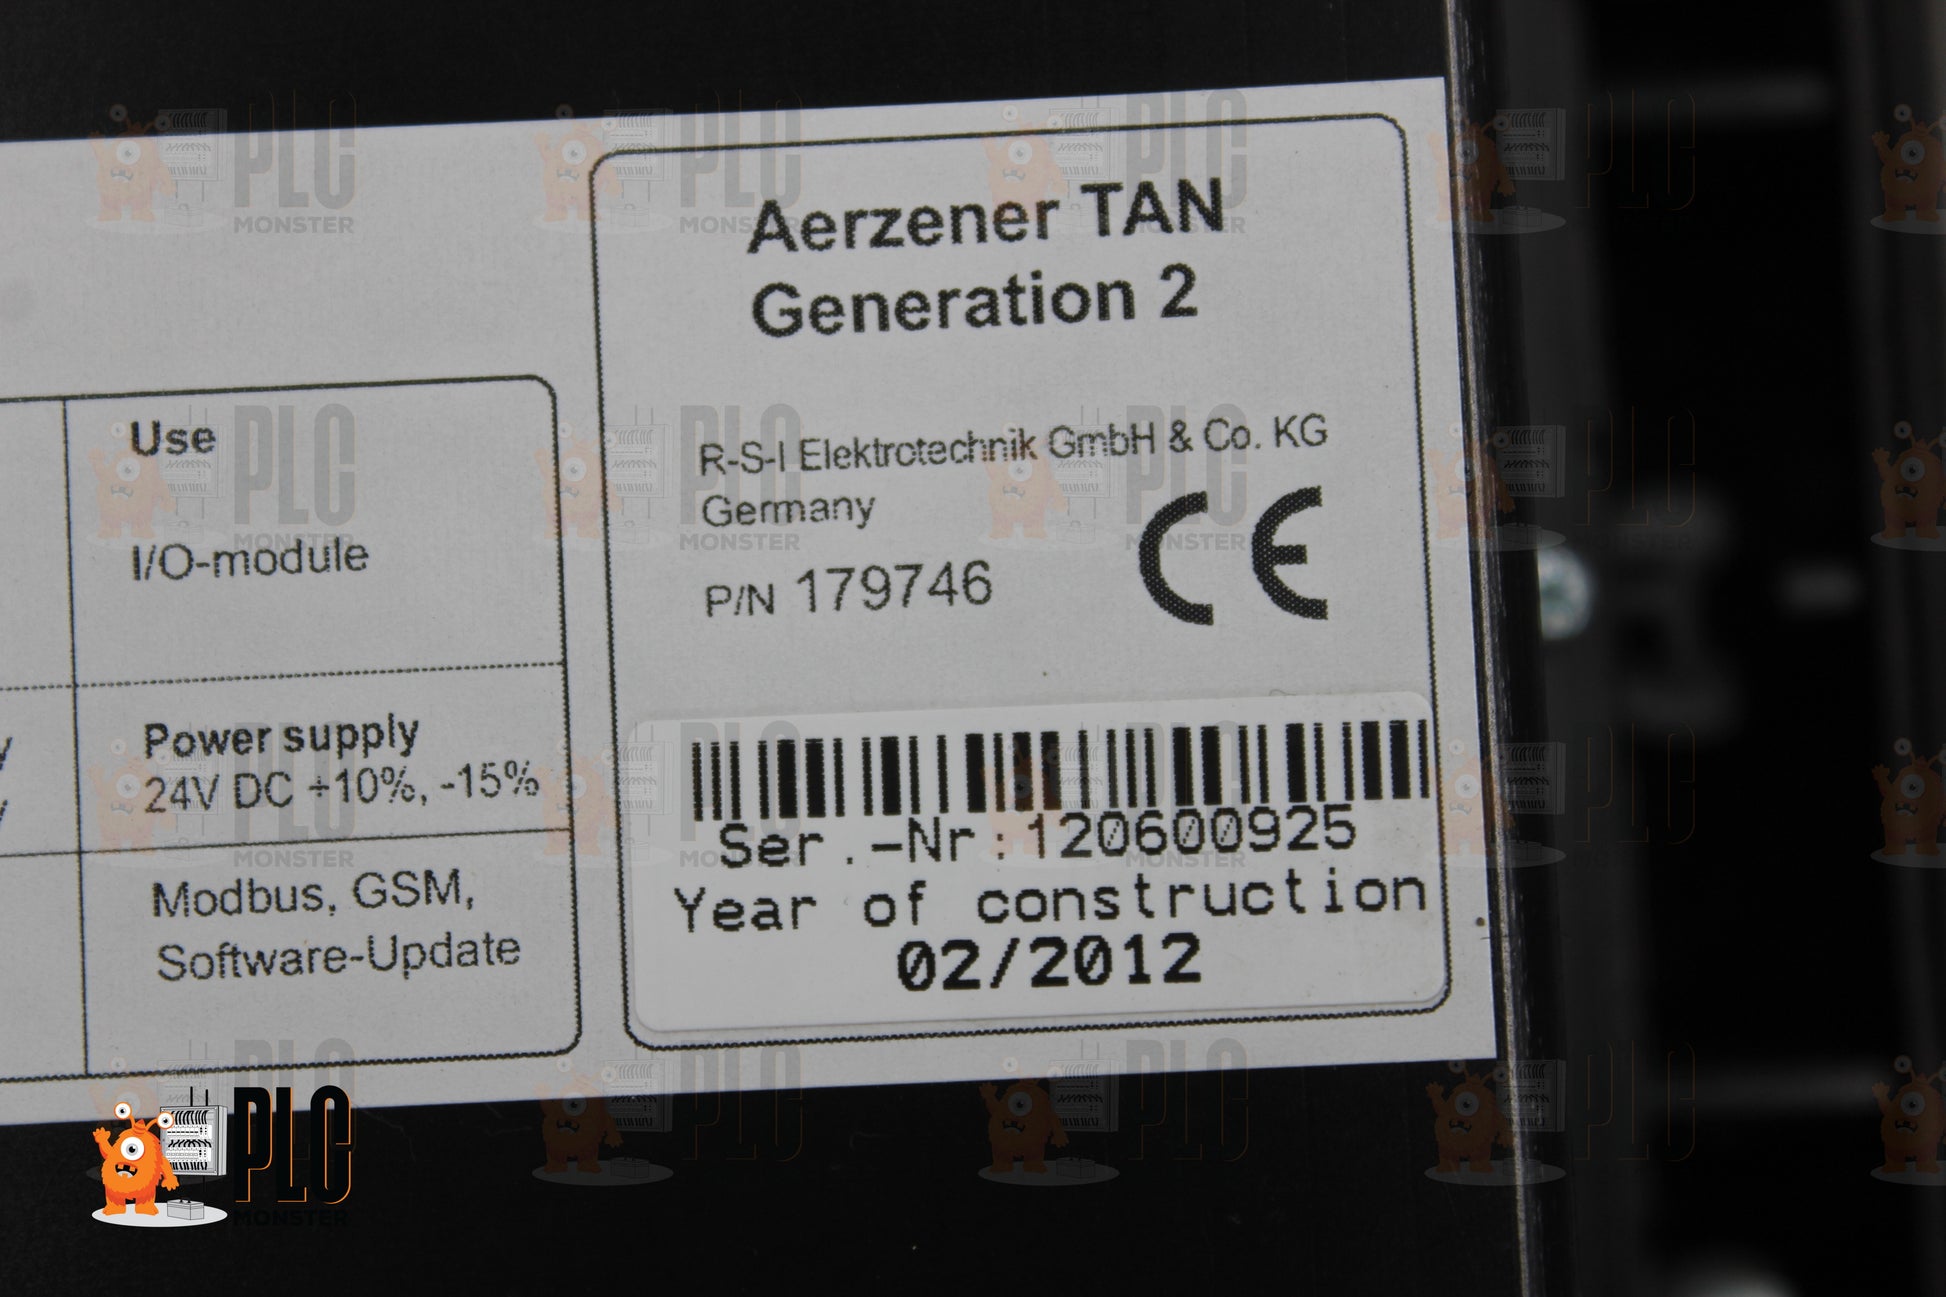 Aerzener TAN
Generation 2
R-S-I Elektrotechnik GmbH & Co. KG
Germany
P/N 179746
CE
Ser.-Nr:120600925
Year of construction
02/2012
Use
I/O-module
Power supply
24V DC +10%, -15%
Modbus, GSM,
Software-Update
PLC
MONSTER